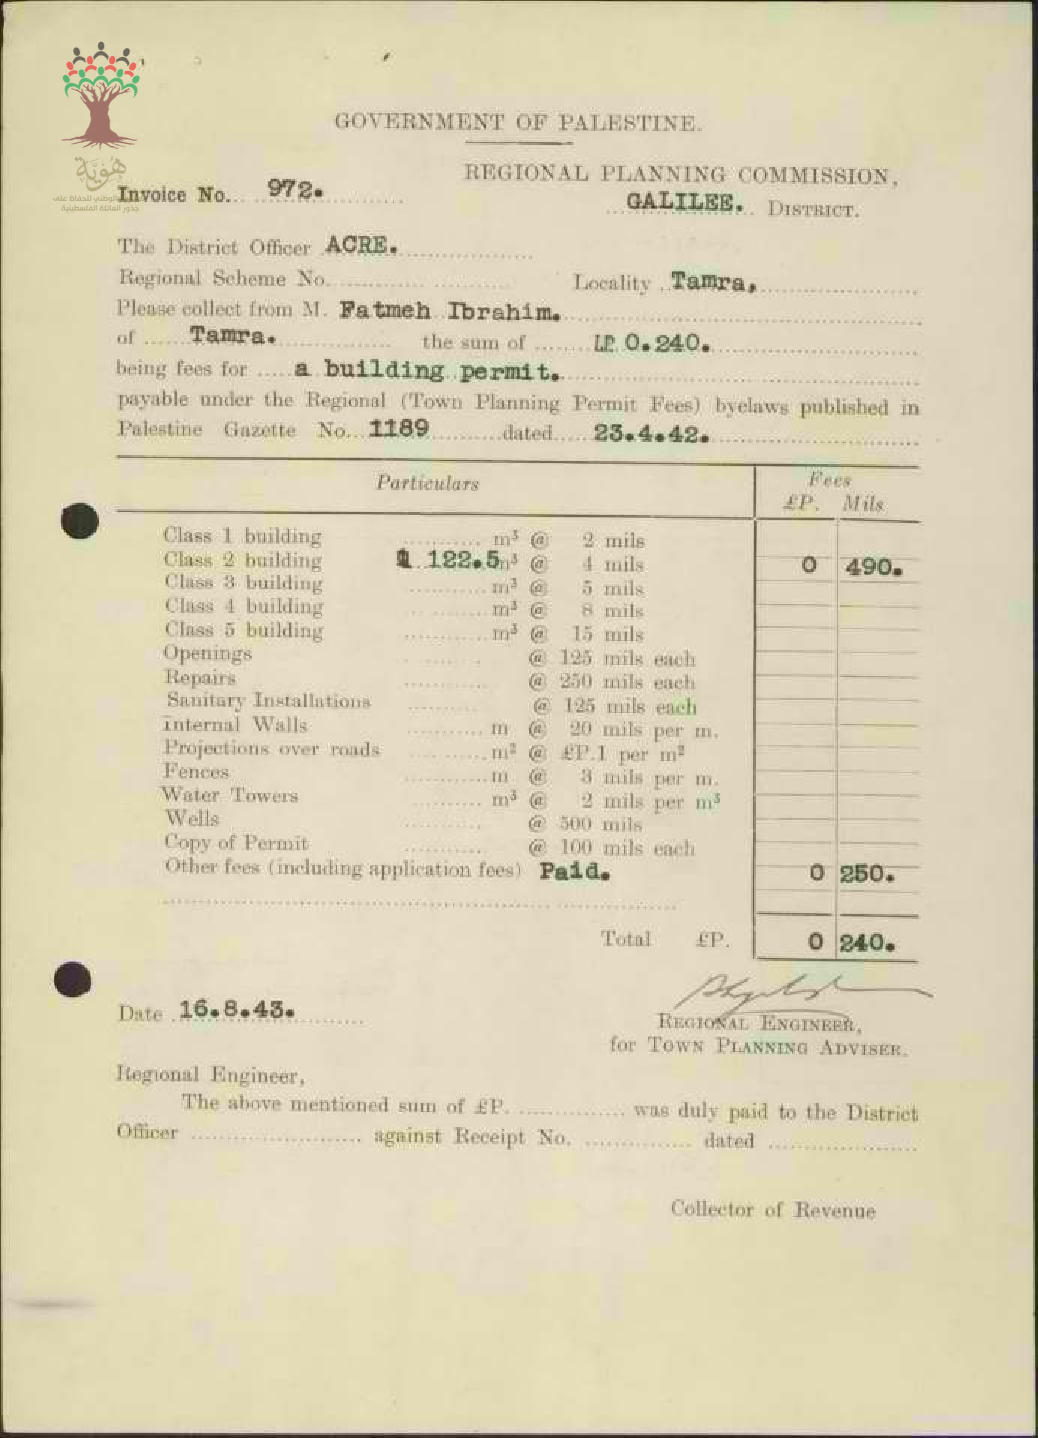 هُوِيَّة
GOVERNMENT OF PALESTINE.
REGIONAL PLANNING COMMISSION,
Invoice No... 972.
GALILEE. DISTRICT.
The District Officer ACRE.
Regional Scheme No. Locality Tamra,
Please collect from M. Fatmeh Ibrahim.
of Tamra. the sum of LP 0.240.
being fees for a building permit.
payable under the Regional (Town Planning Permit Fees) byelaws published in
Palestine Gazette No. 1189 dated 23.4.42.
Particulars Fees
£P. Mils
Class 1 building m³ @ 2 mils
Class 2 building 122.5m³ @ 4 mils 0 490.
Class 3 building m³ @ 5 mils
Class 4 building m³ @ 8 mils
Class 5 building m³ @ 15 mils
Openings @ 125 mils each
Repairs @ 250 mils each
Sanitary Installations @ 125 mils each
Internal Walls m @ 20 mils per m.
Projections over roads m² @ £P.1 per m²
Fences m @ 3 mils per m.
Water Towers m³ @ 2 mils per m³
Wells @ 500 mils
Copy of Permit @ 100 mils each
Other fees (including application fees) Paid. 0 250.
Total £P. 0 240.
Date 16.8.43.
REGIONAL ENGINEER,
for TOWN PLANNING ADVISER.
Regional Engineer,
The above mentioned sum of £P. was duly paid to the District
Officer against Receipt No. dated
Collector of Revenue